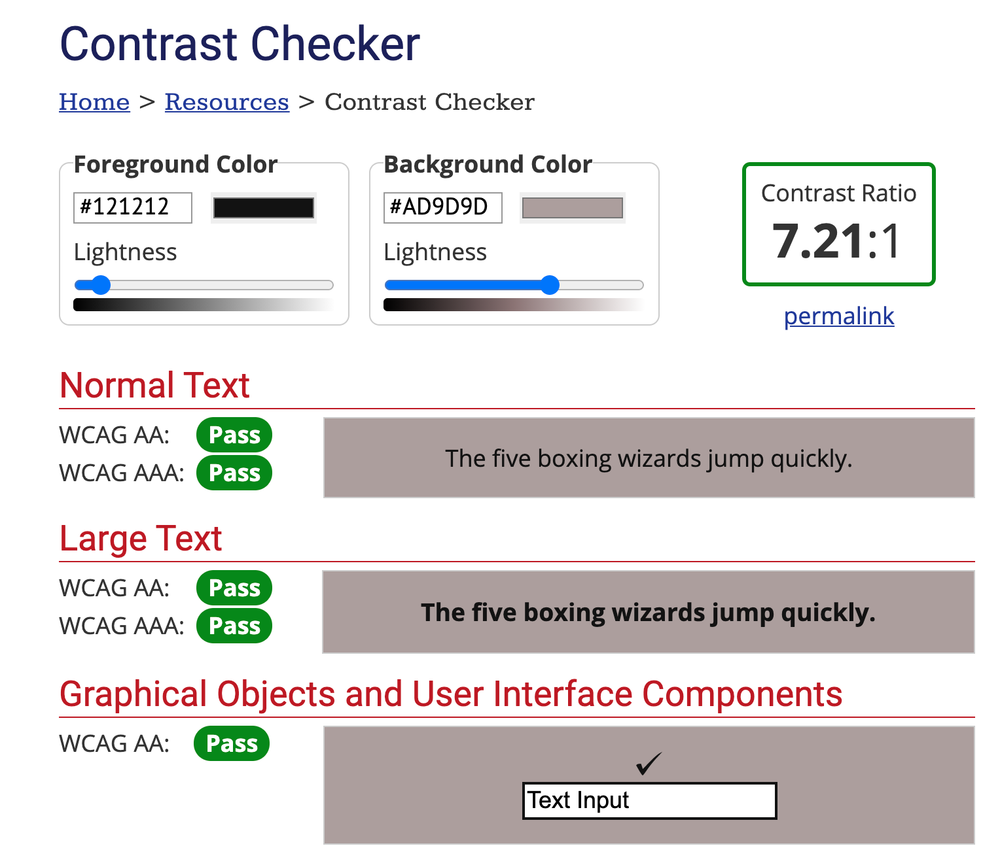 Contrast Checker
Home > Resources > Contrast Checker
Foreground Color
#121212
Lightness
Background Color
#AD9D9D
Lightness
Contrast Ratio
7.21:1
permalink
Normal Text
WCAG AA: Pass
WCAG AAA: Pass
The five boxing wizards jump quickly.
Large Text
WCAG AA: Pass
WCAG AAA: Pass
The five boxing wizards jump quickly.
Graphical Objects and User Interface Components
WCAG AA: Pass
✓
Text Input